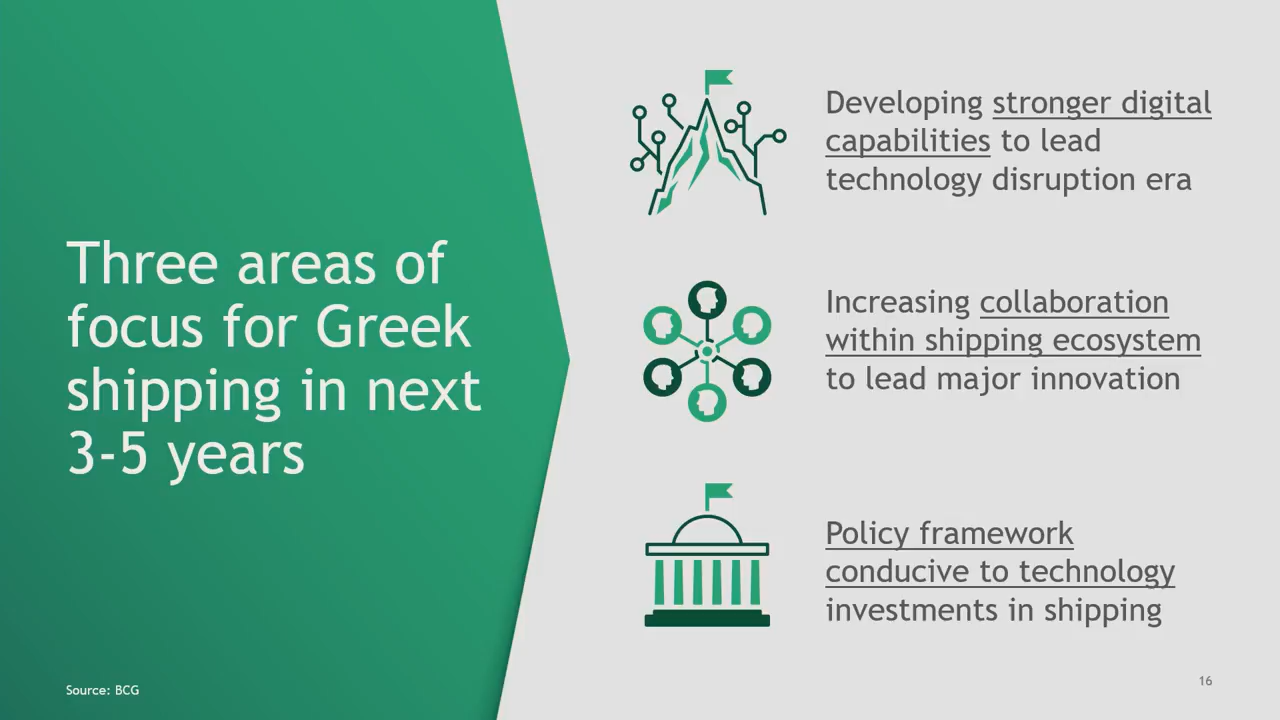 Three areas of
focus for Greek
shipping in next
3-5 years
Developing stronger digital
capabilities to lead
technology disruption era
Increasing collaboration
within shipping ecosystem
to lead major innovation
Policy framework
conducive to technology
investments in shipping
Source: BCG
16